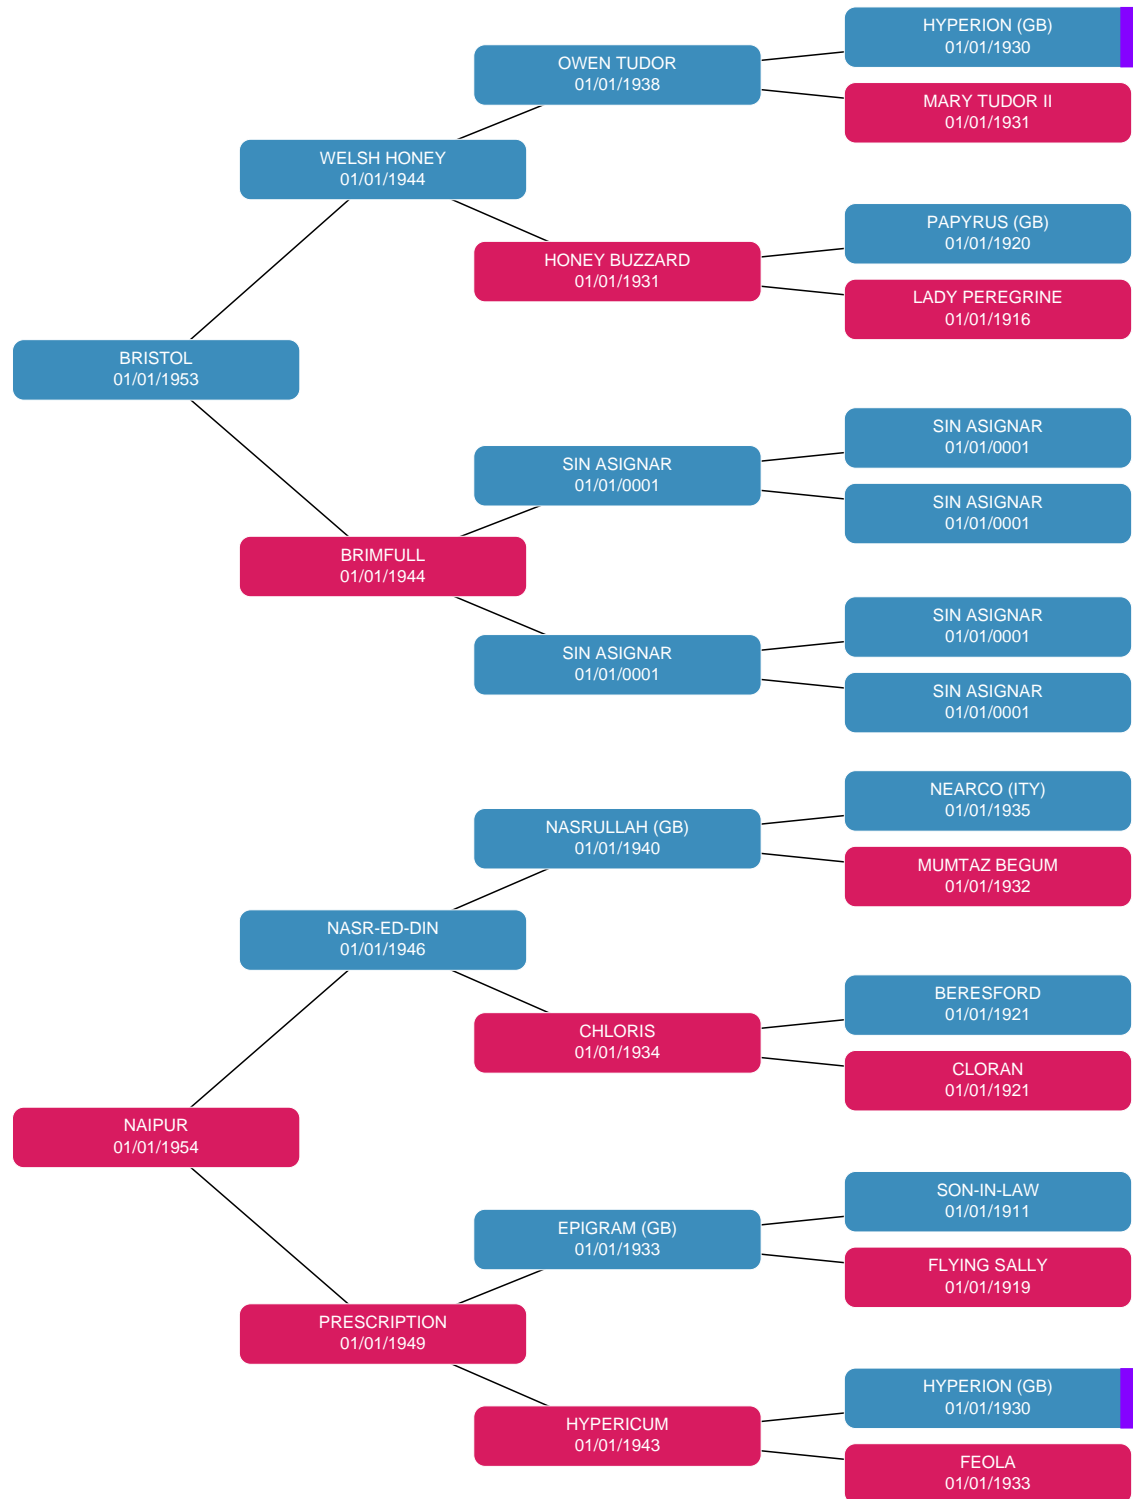 HYPERION (GB)
01/01/1930
OWEN TUDOR
01/01/1938
MARY TUDOR II
01/01/1931
WELSH HONEY
01/01/1944
PAPYRUS (GB)
01/01/1920
HONEY BUZZARD
01/01/1931
LADY PEREGRINE
01/01/1916
BRISTOL
01/01/1953
SIN ASIGNAR
01/01/0001
SIN ASIGNAR
01/01/0001
SIN ASIGNAR
01/01/0001
BRIMFULL
01/01/1944
SIN ASIGNAR
01/01/0001
SIN ASIGNAR
01/01/0001
SIN ASIGNAR
01/01/0001
NEARCO (ITY)
01/01/1935
NASRULLAH (GB)
01/01/1940
MUMTAZ BEGUM
01/01/1932
NASR-ED-DIN
01/01/1946
BERESFORD
01/01/1921
CHLORIS
01/01/1934
CLORAN
01/01/1921
NAIPUR
01/01/1954
SON-IN-LAW
01/01/1911
EPIGRAM (GB)
01/01/1933
FLYING SALLY
01/01/1919
PRESCRIPTION
01/01/1949
HYPERION (GB)
01/01/1930
HYPERICUM
01/01/1943
FEOLA
01/01/1933